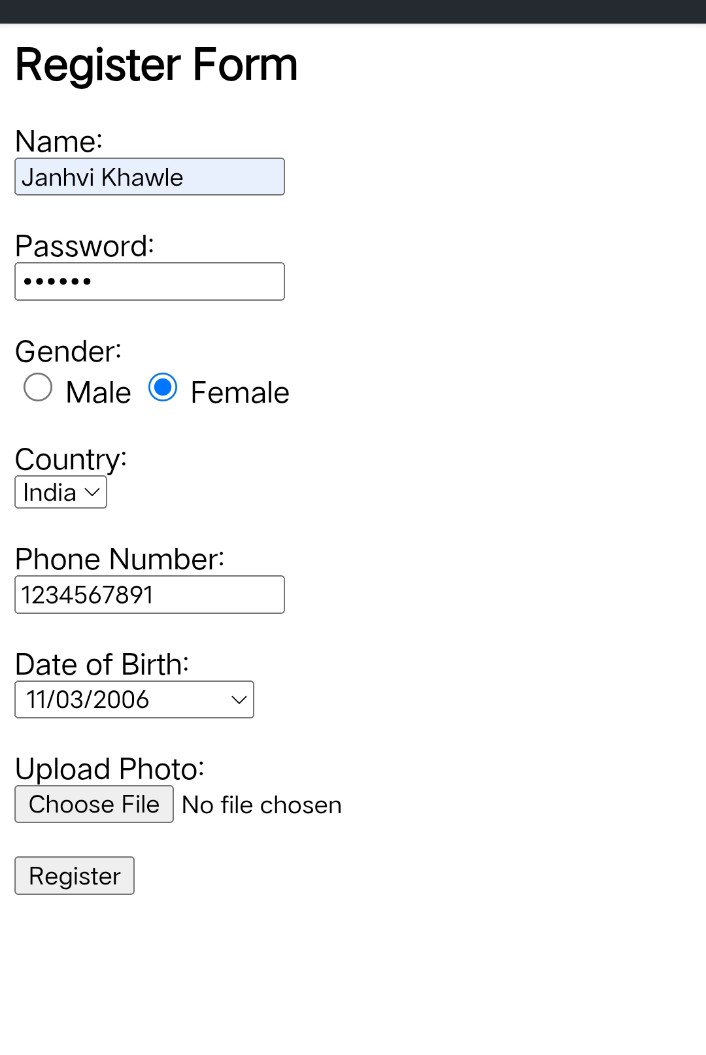 Register Form
Name:
Janhvi Khawle
Password:
••••••
Gender:
Male Female
Country:
India
Phone Number:
1234567891
Date of Birth:
11/03/2006
Upload Photo:
Choose File No file chosen
Register